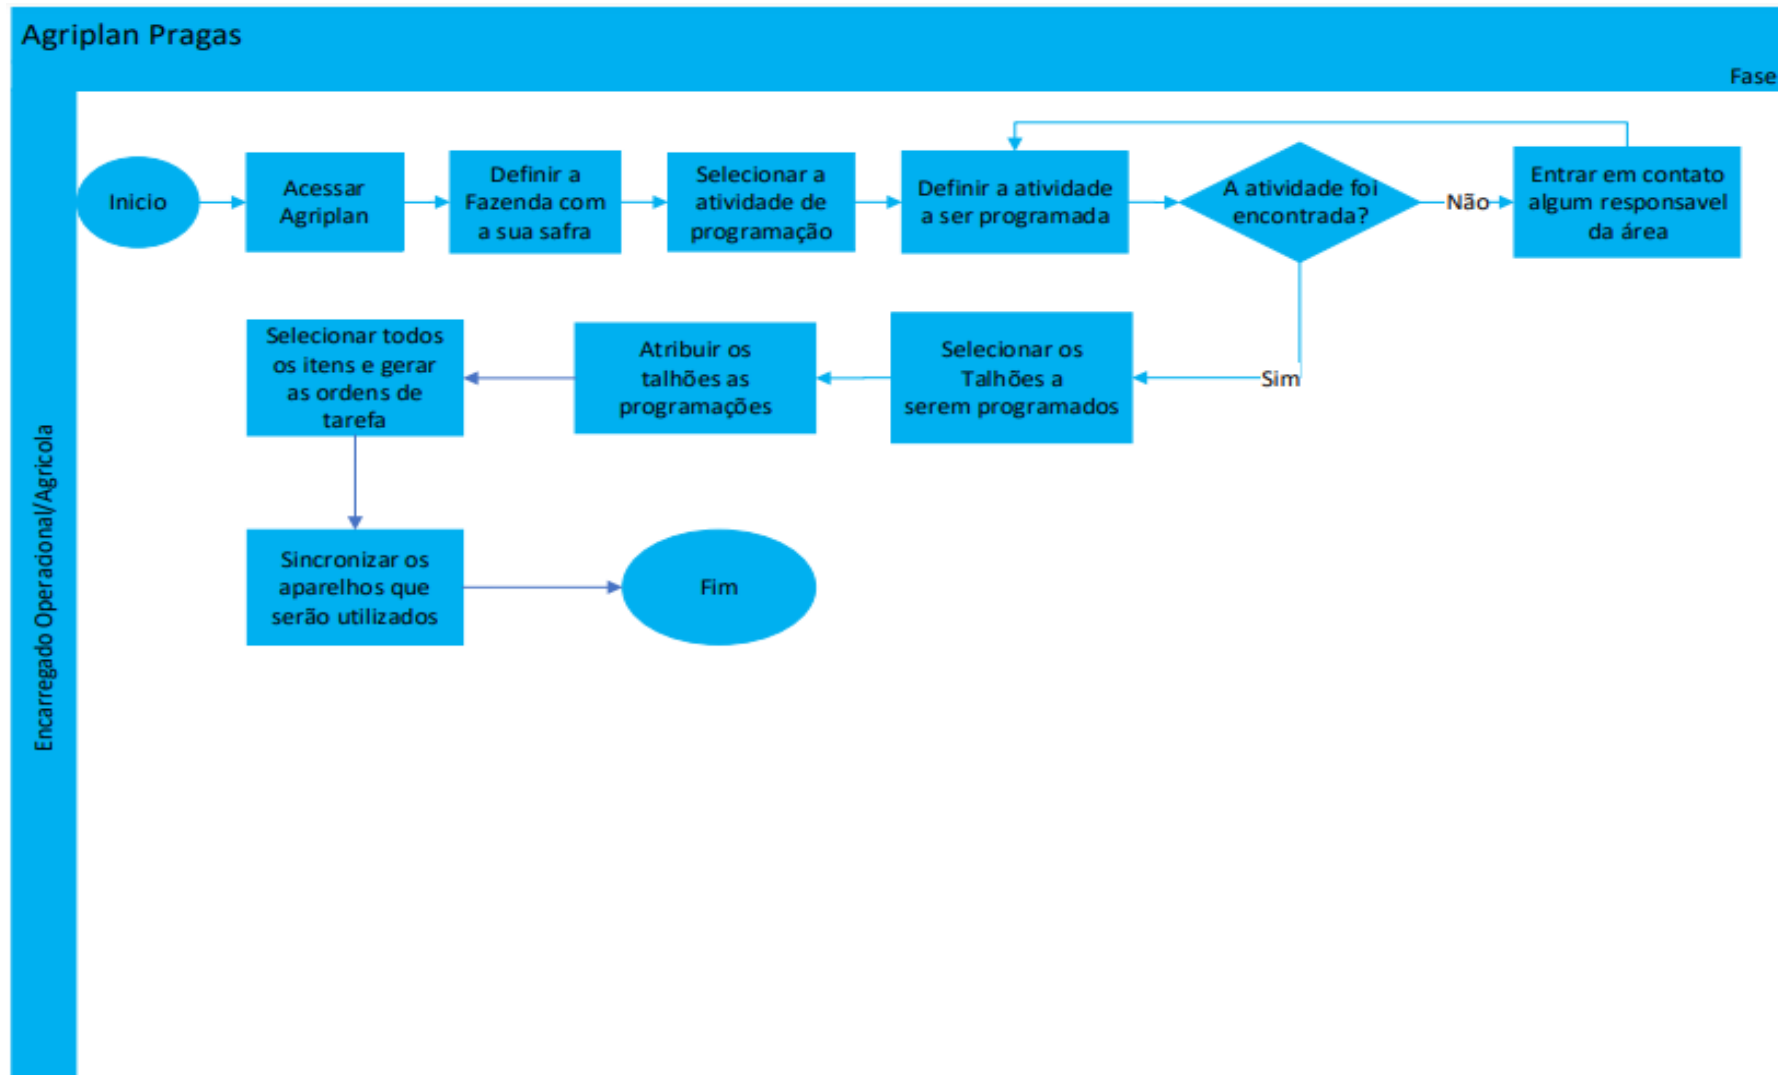 Agriplan Pragas
Fase
Encarregado Operacional/Agricola
Inicio
Acessar
Agriplan
Definir a
Fazenda com
a sua safra
Selecionar a
atividade de
programação
Definir a atividade
a ser programada
A atividade foi
encontrada?
Não
Entrar em contato
algum responsavel
da área
Sim
Selecionar os
Talhões a
serem programados
Atribuir os
talhões as
programações
Selecionar todos
os itens e gerar
as ordens de
tarefa
Sincronizar os
aparelhos que
serão utilizados
Fim